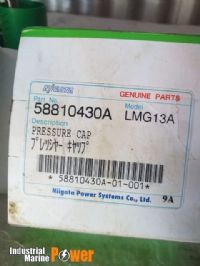 NIIGATA
GENUINE PARTS
Part No. Model
58810430A LMG13A
Description
PRESSURE CAP
プレッシャー キャップ
* 58810430A-01-001*
Niigata Power Systems Co., Ltd. 9A
Industrial
Marine Power